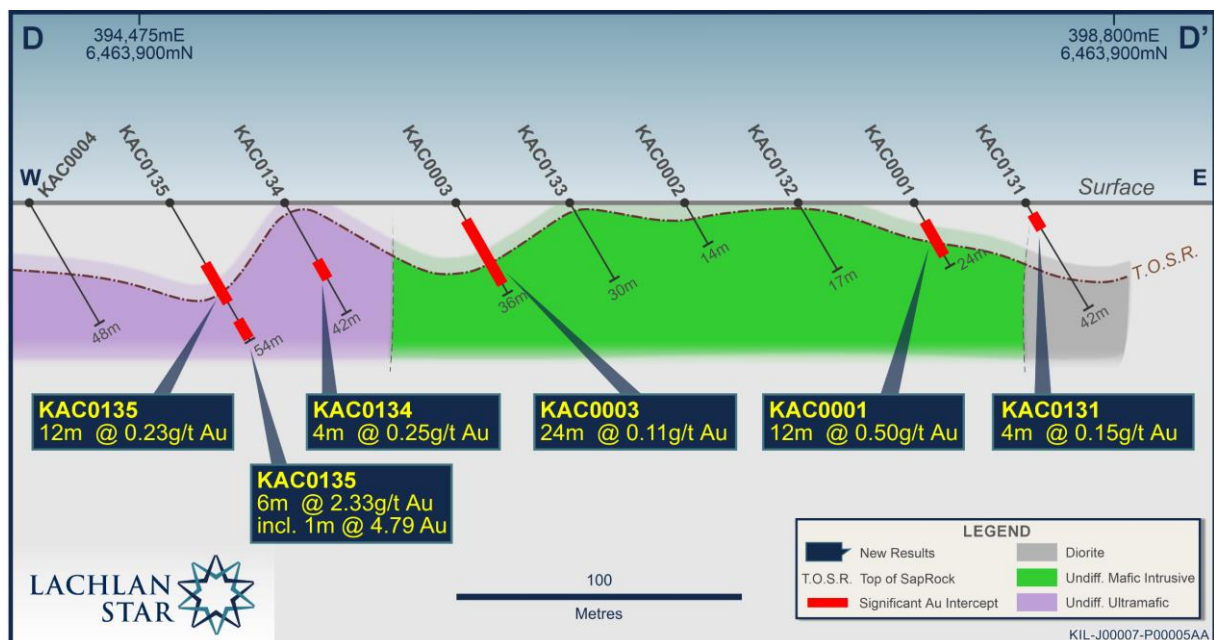 D
394,475mE
6,463,900mN
398,800mE
6,463,900mN
D'
W
KAC0004
KAC0135
KAC0134
KAC0003
KAC0133
KAC0002
KAC0132
KAC0001
KAC0131
Surface
E
T.O.S.R.
48m
54m
42m
36m
30m
14m
17m
24m
42m
KAC0135
12m @ 0.23g/t Au
KAC0134
4m @ 0.25g/t Au
KAC0003
24m @ 0.11g/t Au
KAC0001
12m @ 0.50g/t Au
KAC0131
4m @ 0.15g/t Au
KAC0135
6m @ 2.33g/t Au
incl. 1m @ 4.79 Au
LACHLAN
STAR
100
Metres
LEGEND
New Results
T.O.S.R. Top of SapRock
Significant Au Intercept
Diorite
Undiff. Mafic Intrusive
Undiff. Ultramafic
KIL-J00007-P00005AA